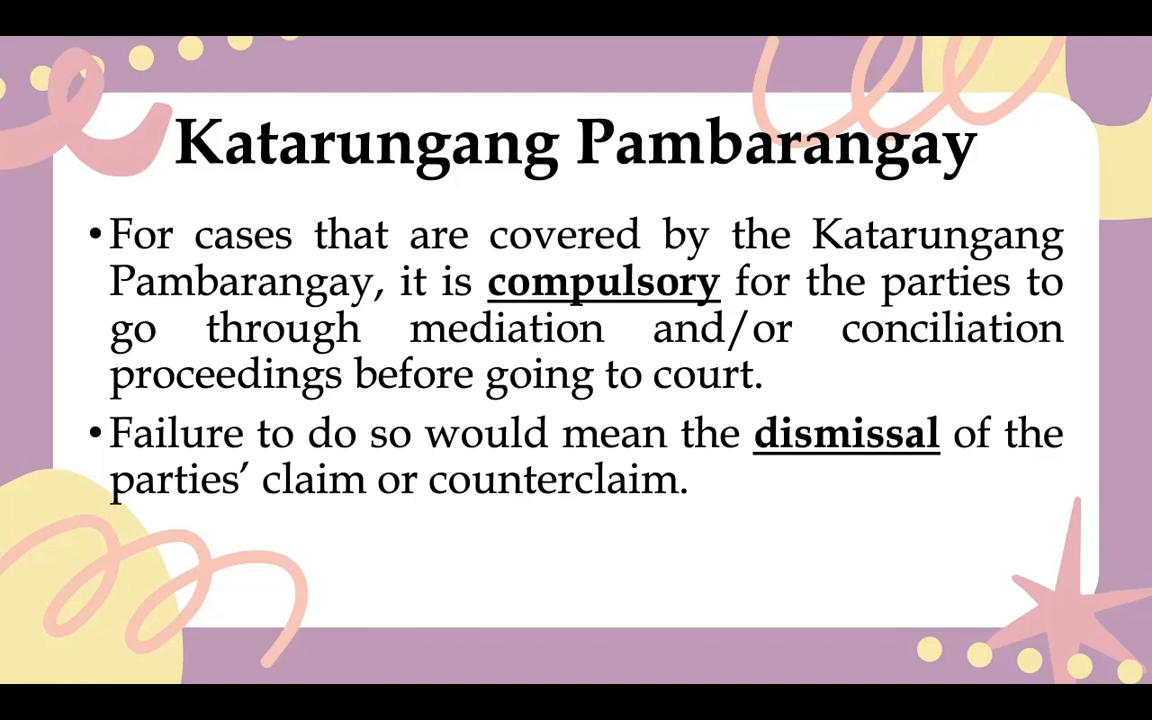 Katarungang Pambarangay
•For cases that are covered by the Katarungang
Pambarangay, it is compulsory for the parties to
go through mediation and/or conciliation
proceedings before going to court.
•Failure to do so would mean the dismissal of the
parties’ claim or counterclaim.